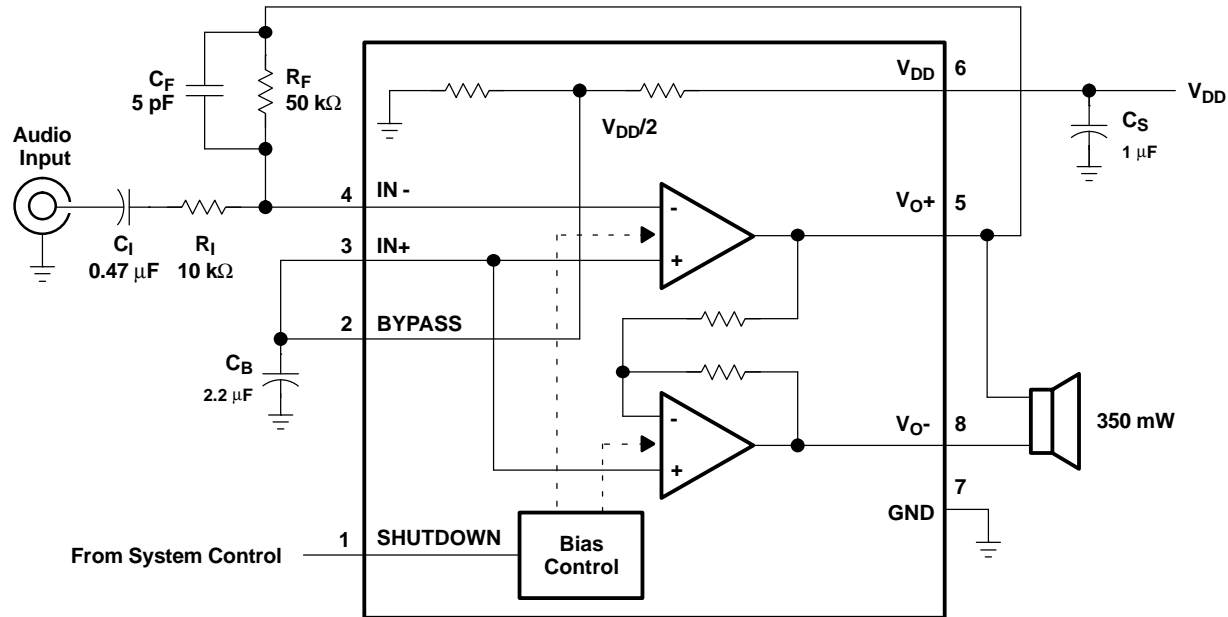 C_F
5 pF
R_F
50 kΩ
Audio
Input
C_I
0.47 μF
R_I
10 kΩ
C_B
2.2 μF
From System Control
4
IN -
3
IN+
2
BYPASS
1
SHUTDOWN
V_DD/2
-
+
-
+
Bias
Control
V_DD
6
V_DD
C_S
1 μF
V_O+
5
V_O-
8
350 mW
7
GND